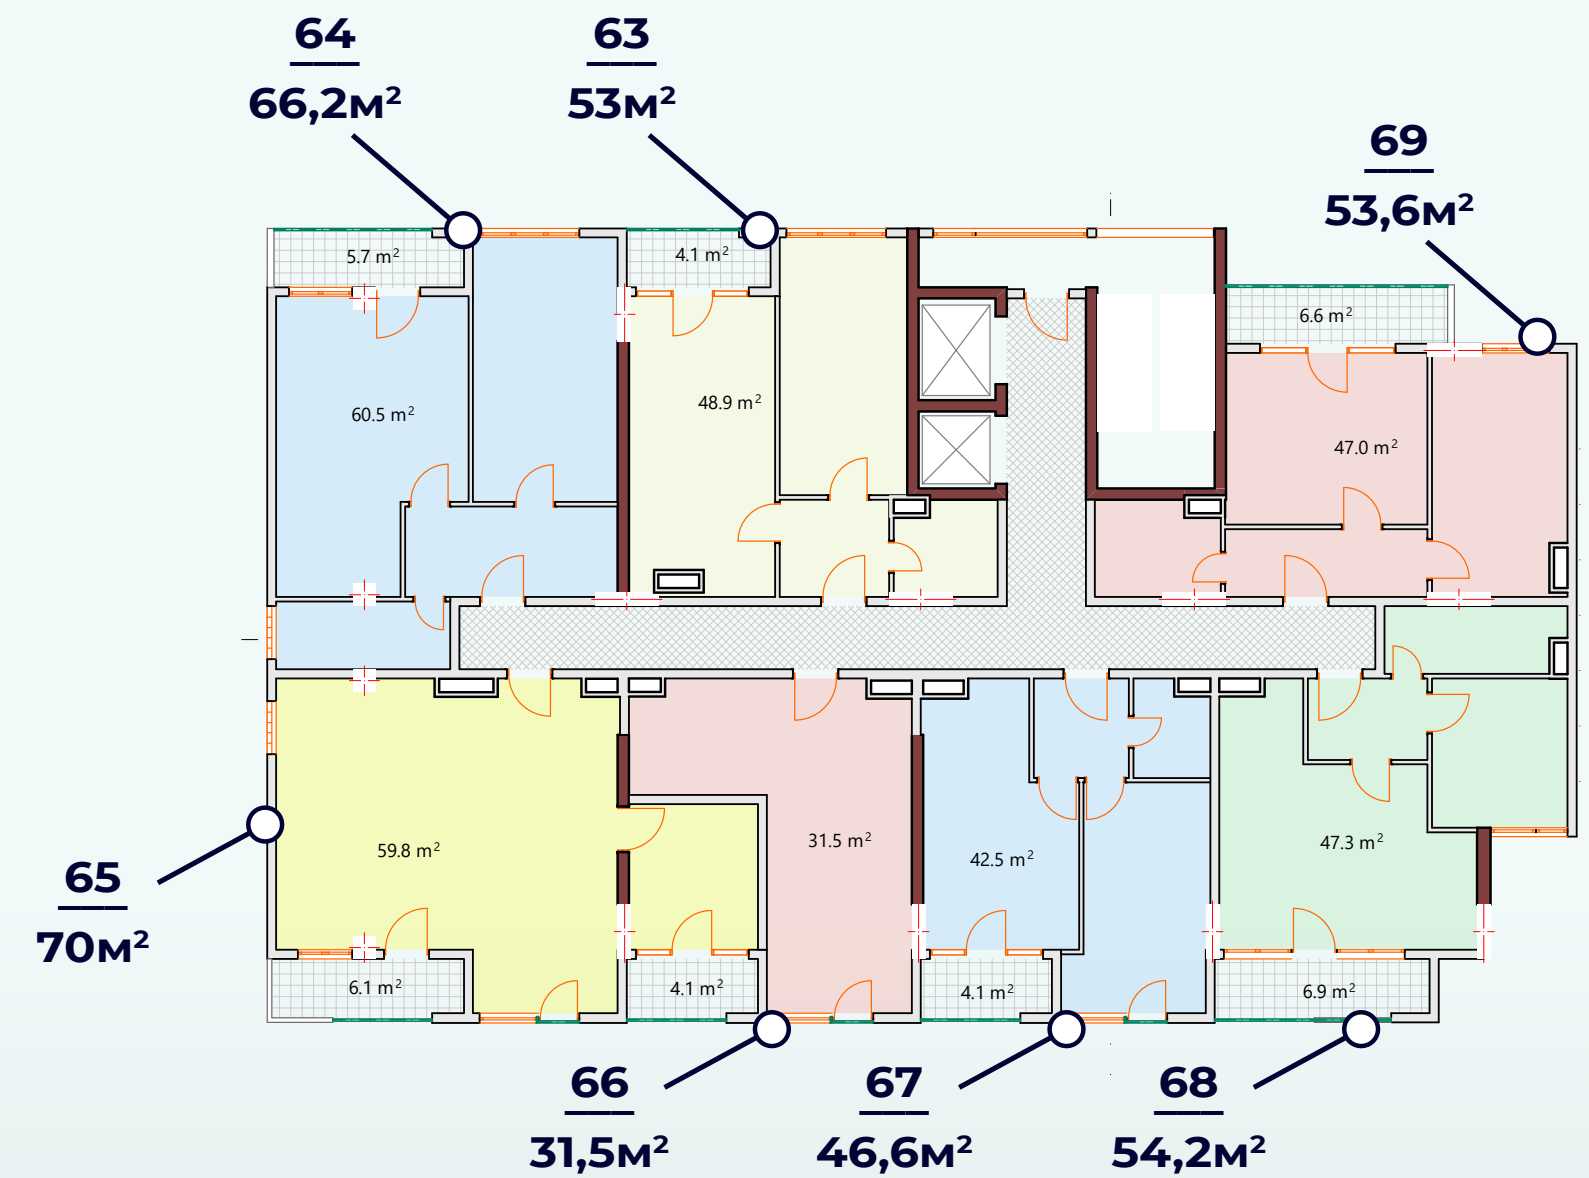 64
66,2м²
63
53м²
69
53,6м²
5.7 m²
4.1 m²
6.6 m²
60.5 m²
48.9 m²
47.0 m²
59.8 m²
31.5 m²
42.5 m²
47.3 m²
65
70м²
6.1 m²
4.1 m²
4.1 m²
6.9 m²
66
31,5м²
67
46,6м²
68
54,2м²